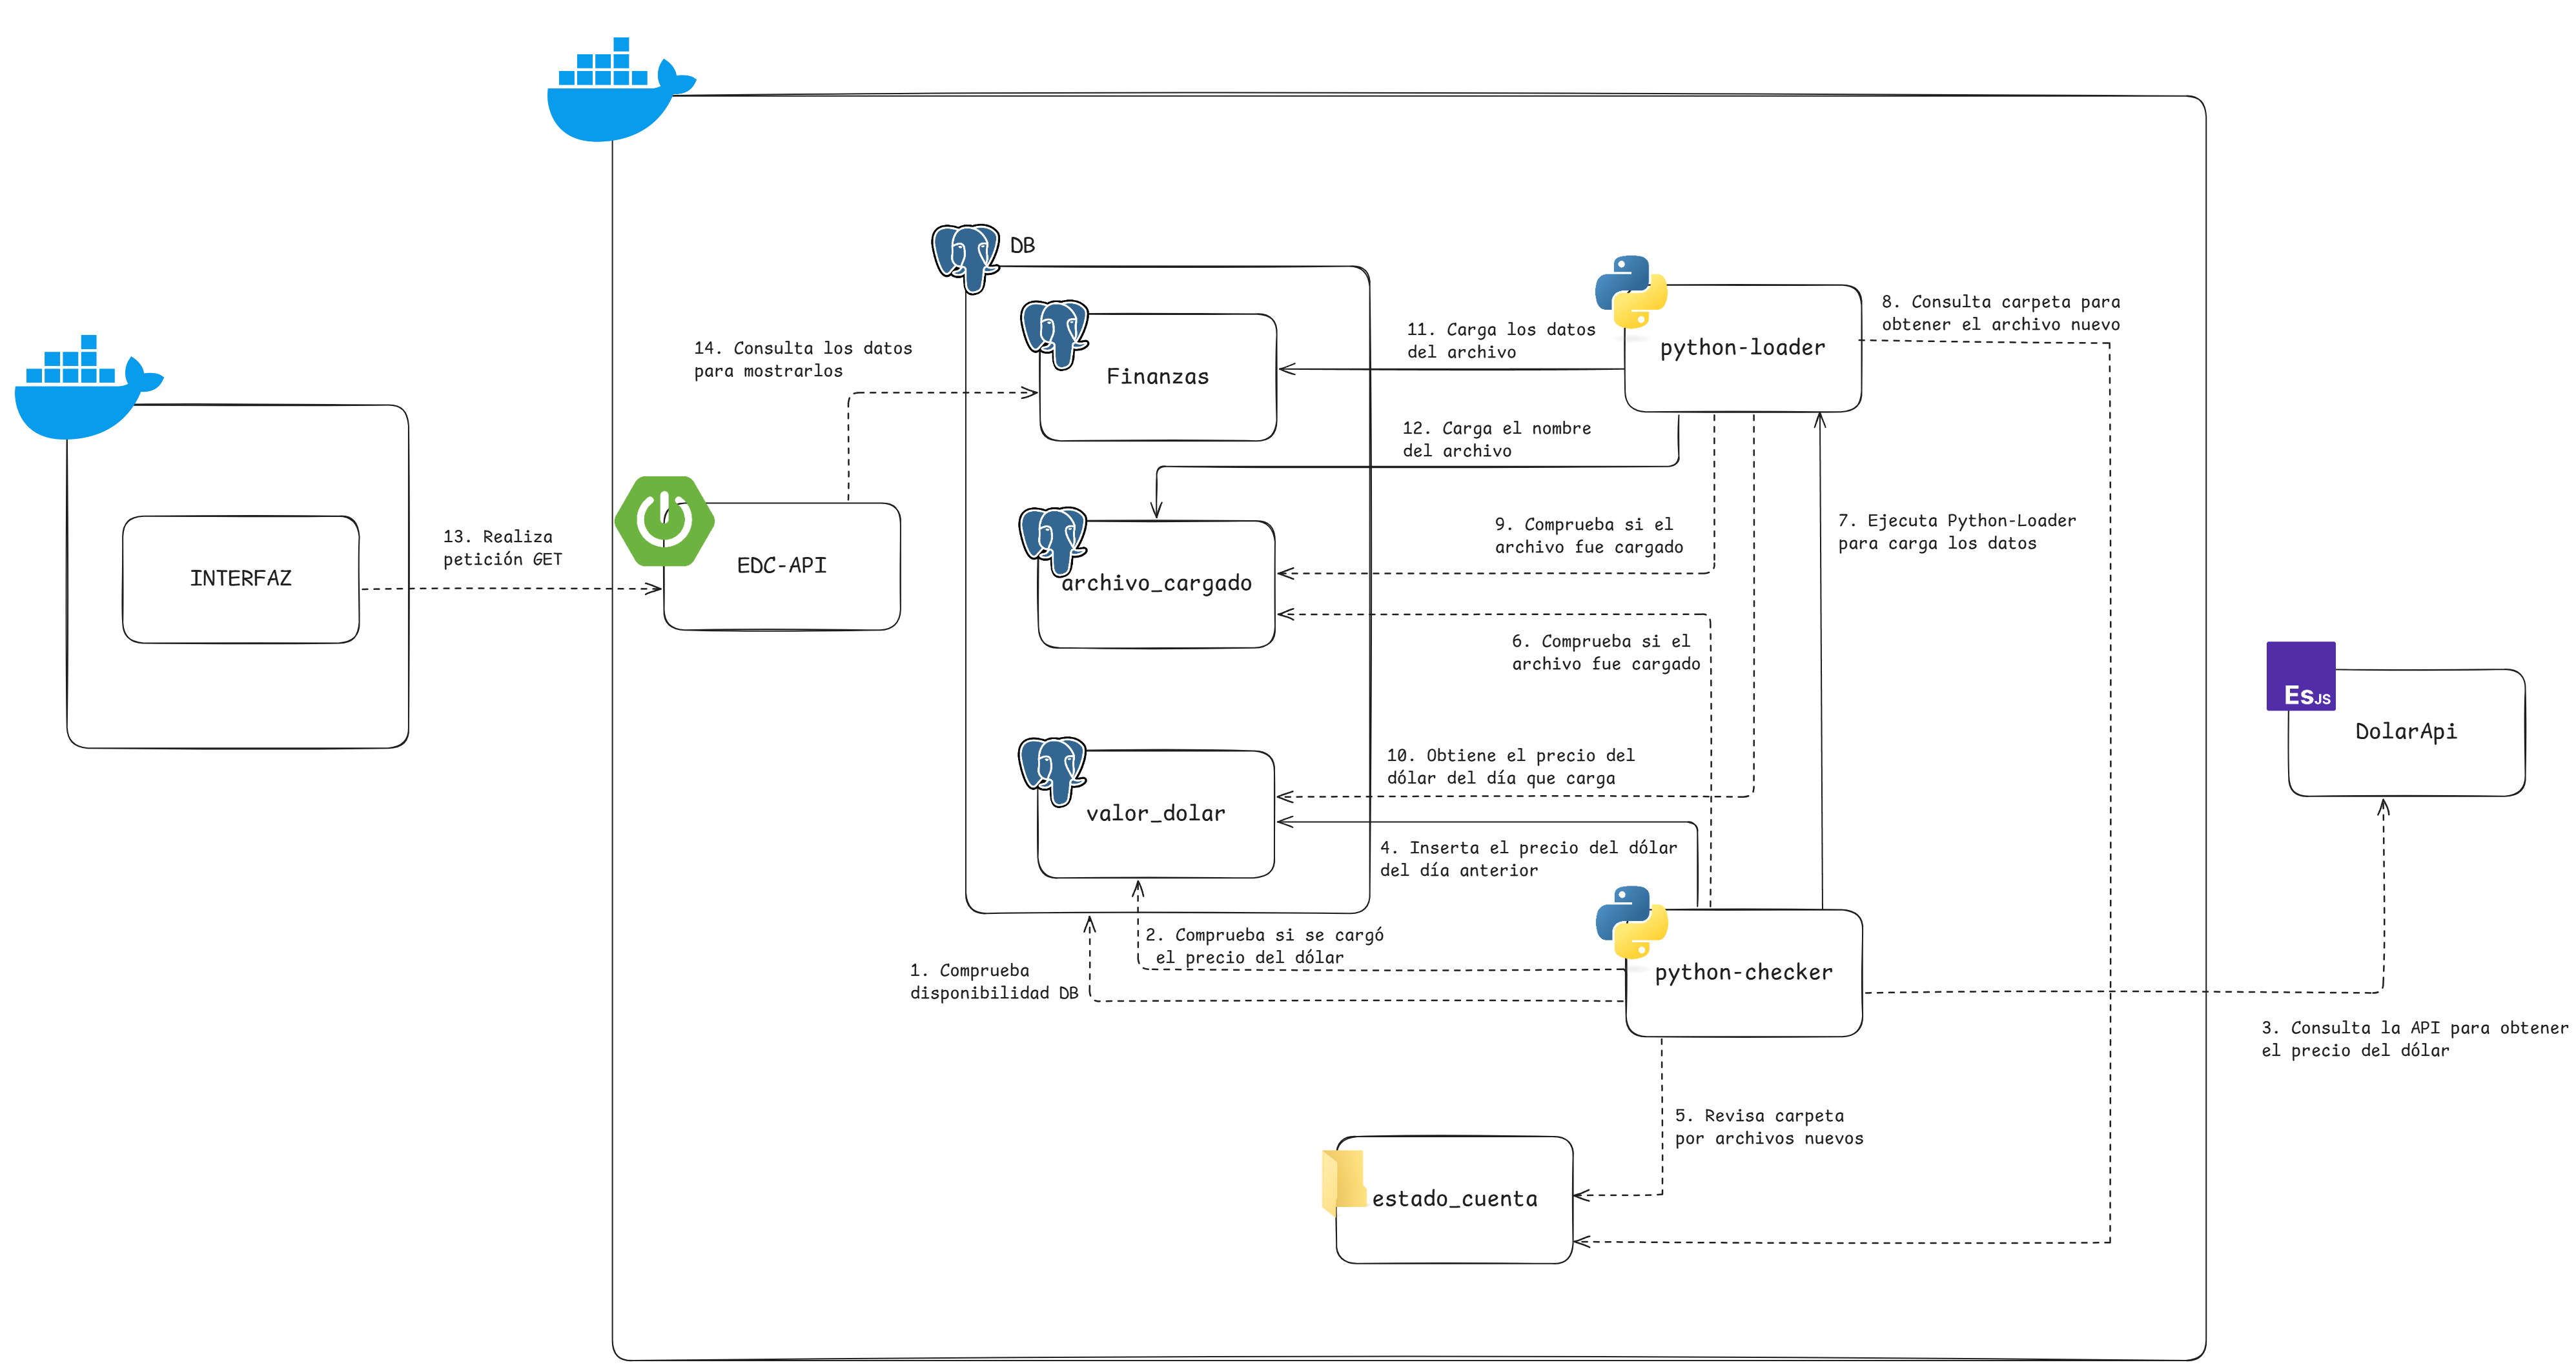 DB
8. Consulta carpeta para
obtener el archivo nuevo
11. Carga los datos
del archivo
python-loader
14. Consulta los datos
para mostrarlos
Finanzas
12. Carga el nombre
del archivo
9. Comprueba si el
archivo fue cargado
7. Ejecuta Python-Loader
para carga los datos
13. Realiza
petición GET
EDC-API
INTERFAZ
archivo_cargado
6. Comprueba si el
archivo fue cargado
EsJS
DolarApi
10. Obtiene el precio del
dólar del día que carga
valor_dolar
4. Inserta el precio del dólar
del día anterior
2. Comprueba si se cargó
el precio del dólar
1. Comprueba
disponibilidad DB
python-checker
3. Consulta la API para obtener
el precio del dólar
5. Revisa carpeta
por archivos nuevos
estado_cuenta